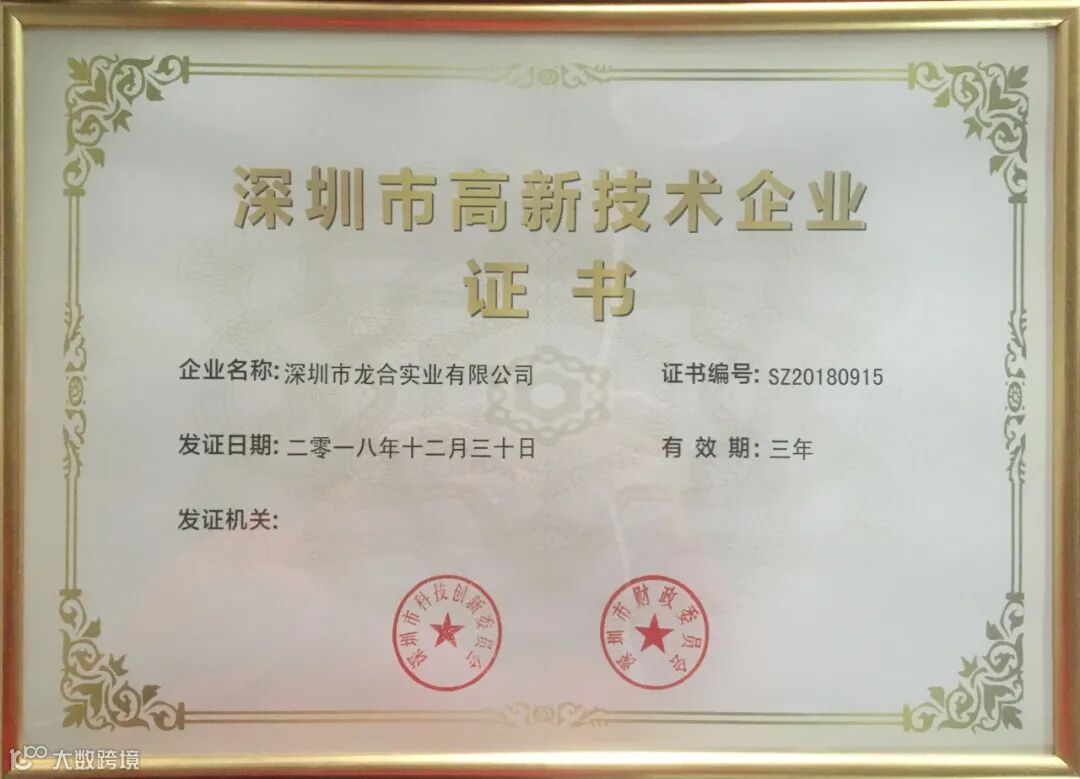 深圳市高新技术企业
证书
企业名称:深圳市龙合实业有限公司
证书编号:SZ20180915
发证日期:二零一八年十二月三十日
有效期:三年
发证机关:
深圳市科技创新委员会
深圳市财政委员会
大数跨境